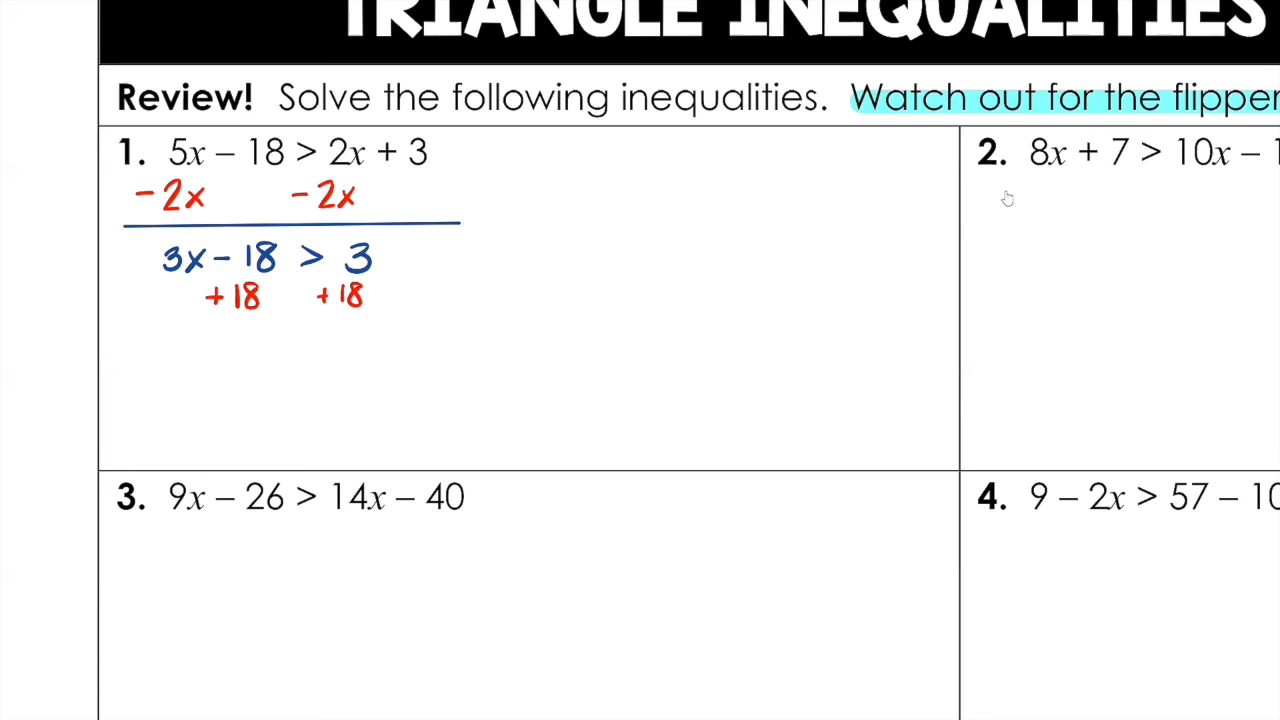 TRIANGLE INEQUALITIES
Review! Solve the following inequalities. Watch out for the
1. 5x – 18 > 2x + 3
- 2x - 2x
3x - 18 > 3
+ 18 + 18
2. 8x + 7 > 10x –
3. 9x – 26 > 14x – 40
4. 9 – 2x > 57 –